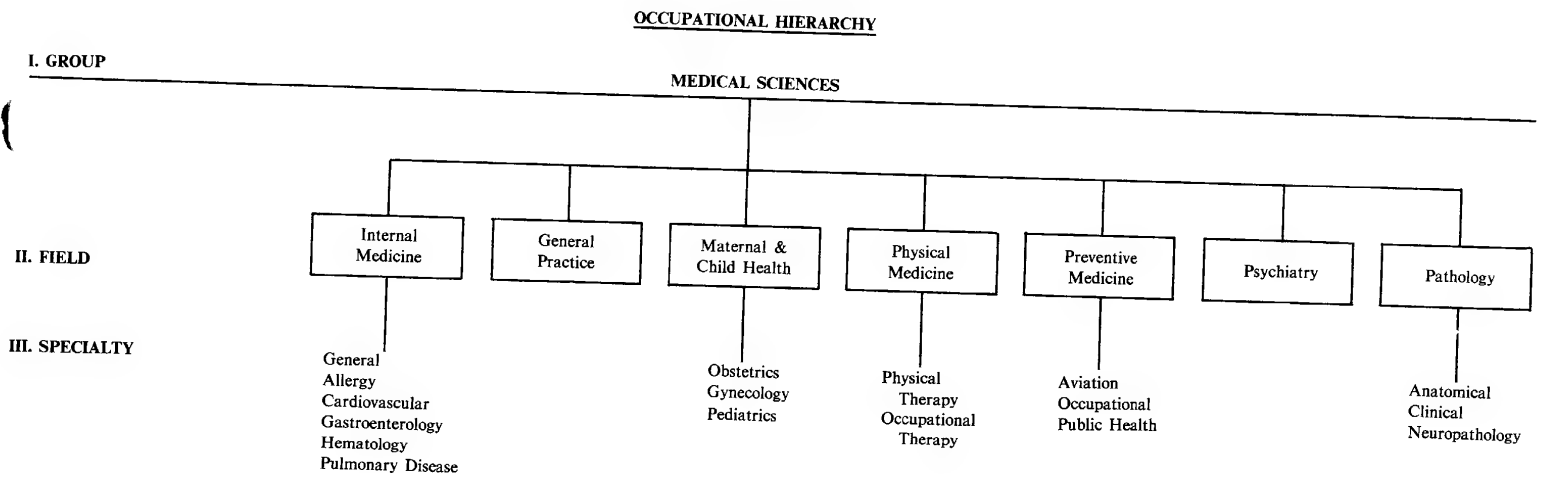 OCCUPATIONAL HIERARCHY
I. GROUP
MEDICAL SCIENCES
II. FIELD
Internal
Medicine
General
Practice
Maternal &
Child Health
Physical
Medicine
Preventive
Medicine
Psychiatry
Pathology
III. SPECIALTY
General
Allergy
Cardiovascular
Gastroenterology
Hematology
Pulmonary Disease
Obstetrics
Gynecology
Pediatrics
Physical
Therapy
Occupational
Therapy
Aviation
Occupational
Public Health
Anatomical
Clinical
Neuropathology